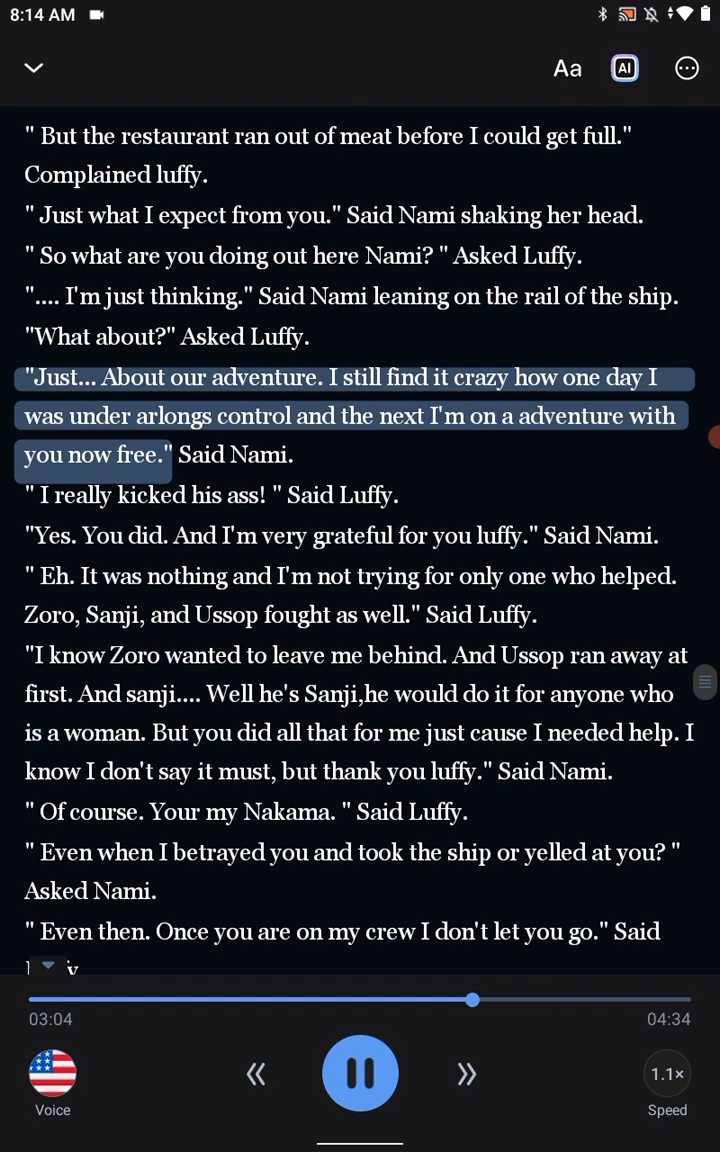 8:14 AM
Aa
AI
" But the restaurant ran out of meat before I could get full."
Complained luffy.
" Just what I expect from you." Said Nami shaking her head.
" So what are you doing out here Nami? " Asked Luffy.
".... I'm just thinking." Said Nami leaning on the rail of the ship.
"What about?" Asked Luffy.
"Just... About our adventure. I still find it crazy how one day I
was under arlongs control and the next I'm on a adventure with
you now free." Said Nami.
" I really kicked his ass! " Said Luffy.
"Yes. You did. And I'm very grateful for you luffy." Said Nami.
" Eh. It was nothing and I'm not trying for only one who helped.
Zoro, Sanji, and Ussop fought as well." Said Luffy.
"I know Zoro wanted to leave me behind. And Ussop ran away at
first. And sanji.... Well he's Sanji,he would do it for anyone who
is a woman. But you did all that for me just cause I needed help. I
know I don't say it must, but thank you luffy." Said Nami.
" Of course. Your my Nakama. " Said Luffy.
" Even when I betrayed you and took the ship or yelled at you? "
Asked Nami.
" Even then. Once you are on my crew I don't let you go." Said
03:04
04:34
1.1×
Voice
Speed